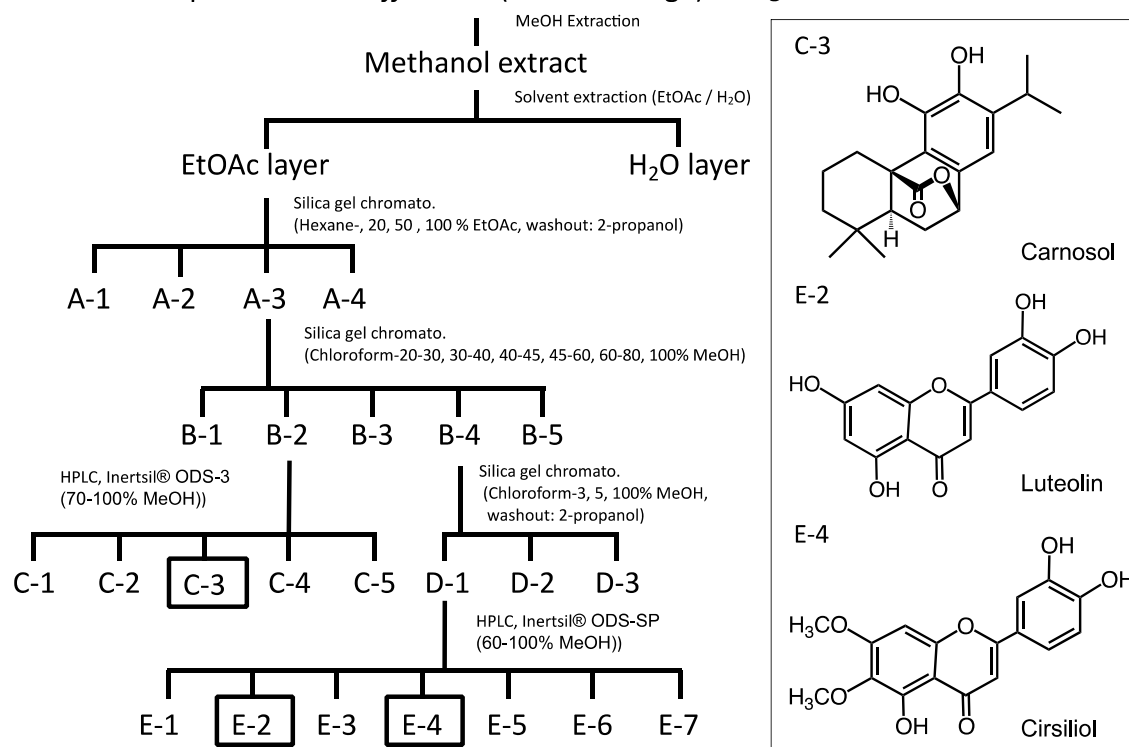 MeOH Extraction
Methanol extract
Solvent extraction (EtOAc / H₂O)
EtOAc layer
H₂O layer
Silica gel chromato.
(Hexane-, 20, 50 , 100 % EtOAc, washout: 2-propanol)
A-1
A-2
A-3
A-4
Silica gel chromato.
(Chloroform-20-30, 30-40, 40-45, 45-60, 60-80, 100% MeOH)
B-1
B-2
B-3
B-4
B-5
HPLC, Inertsil® ODS-3
(70-100% MeOH))
Silica gel chromato.
(Chloroform-3, 5, 100% MeOH,
washout: 2-propanol)
C-1
C-2
C-3
C-4
C-5
D-1
D-2
D-3
HPLC, Inertsil® ODS-SP
(60-100% MeOH))
E-1
E-2
E-3
E-4
E-5
E-6
E-7
C-3
OH
HO
O
O
H
Carnosol
E-2
OH
OH
HO
O
OH
O
Luteolin
E-4
OH
OH
H₃CO
O
H₃CO
OH
O
Cirsiliol